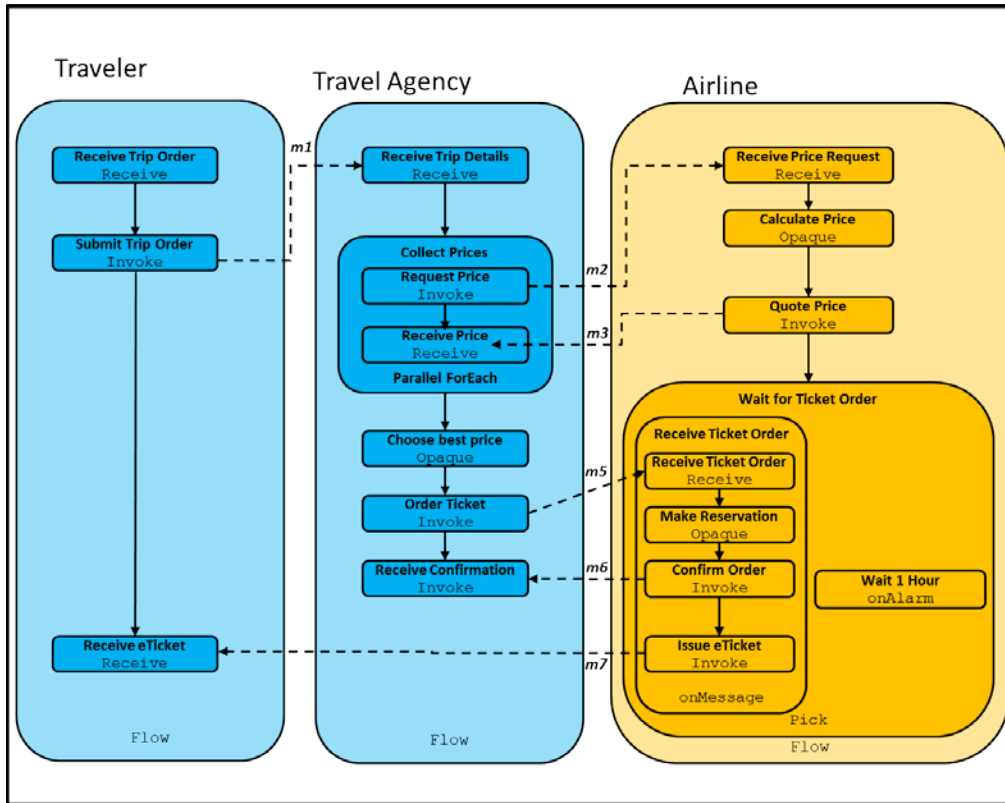 Traveler
Receive Trip Order
Receive
Submit Trip Order
Invoke
Receive eTicket
Receive
Flow
m1
Travel Agency
Receive Trip Details
Receive
Collect Prices
Request Price
Invoke
Receive Price
Receive
Parallel ForEach
Choose best price
Opaque
Order Ticket
Invoke
Receive Confirmation
Invoke
Flow
m2
m3
m5
m6
m7
Airline
Receive Price Request
Receive
Calculate Price
Opaque
Quote Price
Invoke
Wait for Ticket Order
Receive Ticket Order
Receive Ticket Order
Receive
Make Reservation
Opaque
Confirm Order
Invoke
Issue eTicket
Invoke
onMessage
Wait 1 Hour
onAlarm
Pick
Flow